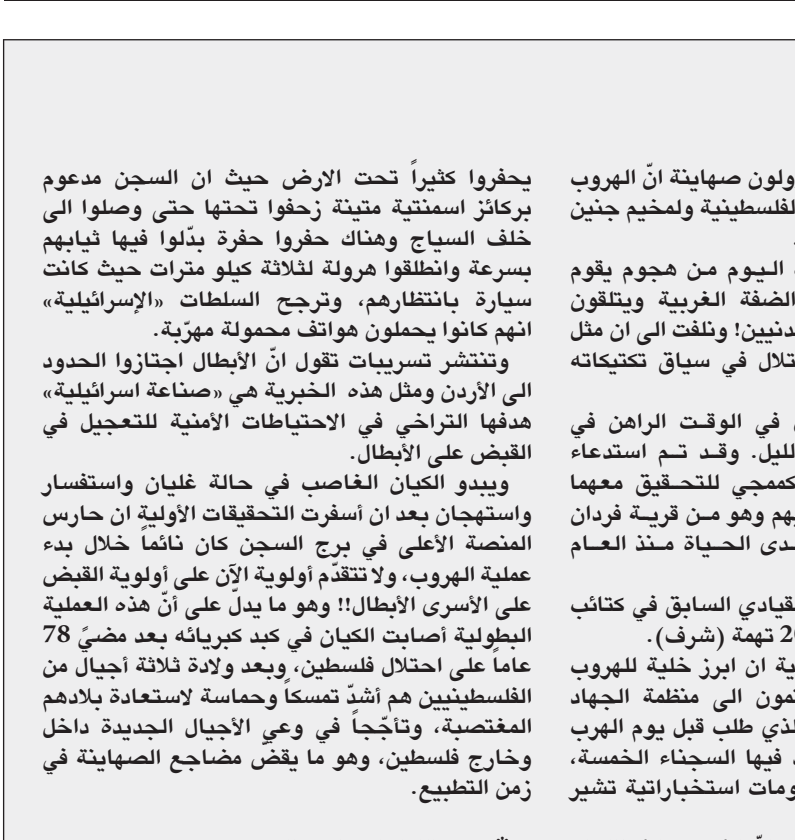 ولون صهاينة انّ الهروب
لفلسطينية ولمخيم جنين
اليوم من هجوم يقوم
الضفة الغربية ويتلقون
دنيين! ونلفت الى ان مثل
تلال في سياق تكتيكاته
في الوقت الراهن في
لليل. وقد تم استدعاء
كممجي للتحقيق معهما
يهم وهو من قرية فردان
دى الحياة منذ العام
لقيادي السابق في كتائب
2 تهمة (شرف).
ية ان ابرز خلية للهروب
تمون الى منظمة الجهاد
لذي طلب قبل يوم الهرب
فيها السجناء الخمسة،
ومات استخباراتية تشير
يحفروا كثيراً تحت الارض حيث ان السجن مدعوم
بركائز اسمنتية متينة زحفوا تحتها حتى وصلوا الى
خلف السياج وهناك حفروا حفرة بدّلوا فيها ثيابهم
بسرعة وانطلقوا هرولة لثلاثة كيلو مترات حيث كانت
سيارة بانتظارهم، وترجح السلطات «الإسرائيلية»
انهم كانوا يحملون هواتف محمولة مهرّبة.
وتنتشر تسريبات تقول انّ الأبطال اجتازوا الحدود
الى الأردن ومثل هذه الخبرية هي «صناعة اسرائيلية»
هدفها التراخي في الاحتياطات الأمنية للتعجيل في
القبض على الأبطال.
ويبدو الكيان الغاصب في حالة غليان واستفسار
واستهجان بعد ان أسفرت التحقيقات الأولية ان حارس
المنصة الأعلى في برج السجن كان نائماً خلال بدء
عملية الهروب، ولا تتقدّم أولوية الآن على أولوية القبض
على الأسرى الأبطال!! وهو ما يدلّ على أنّ هذه العملية
البطولية أصابت الكيان في كبد كبريائه بعد مضيّ 78
عاماً على احتلال فلسطين، وبعد ولادة ثلاثة أجيال من
الفلسطينيين هم أشدّ تمسكاً وحماسة لاستعادة بلادهم
المغتصبة، وتأجّجاً في وعي الأجيال الجديدة داخل
وخارج فلسطين، وهو ما يقضّ مضاجع الصهاينة في
زمن التطبيع.